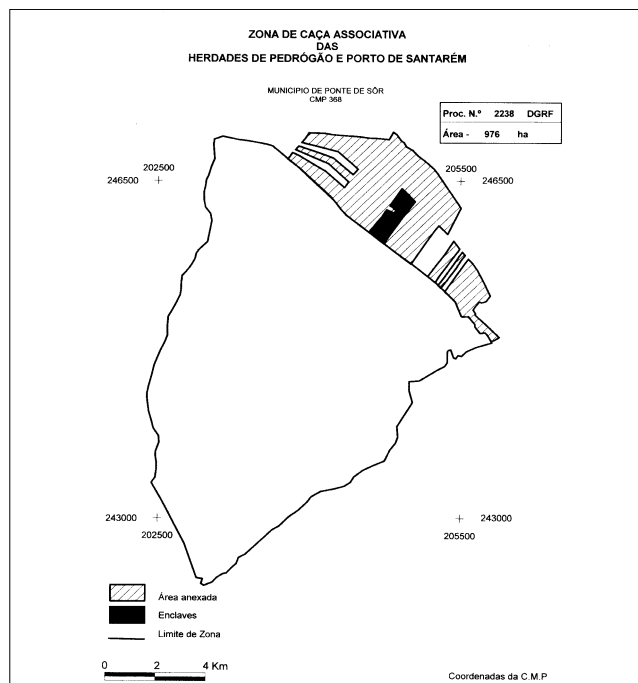 ZONA DE CAÇA ASSOCIATIVA
DAS
HERDADES DE PEDRÓGÃO E PORTO DE SANTARÉM
MUNICIPIO DE PONTE DE SÔR
CMP 368
Proc. N.º 2238 DGRF
Área - 976 ha
202500
246500
205500
246500
243000
202500
243000
205500
Área anexada
Enclaves
Limite de Zona
0 2 4 Km
Coordenadas da C.M.P